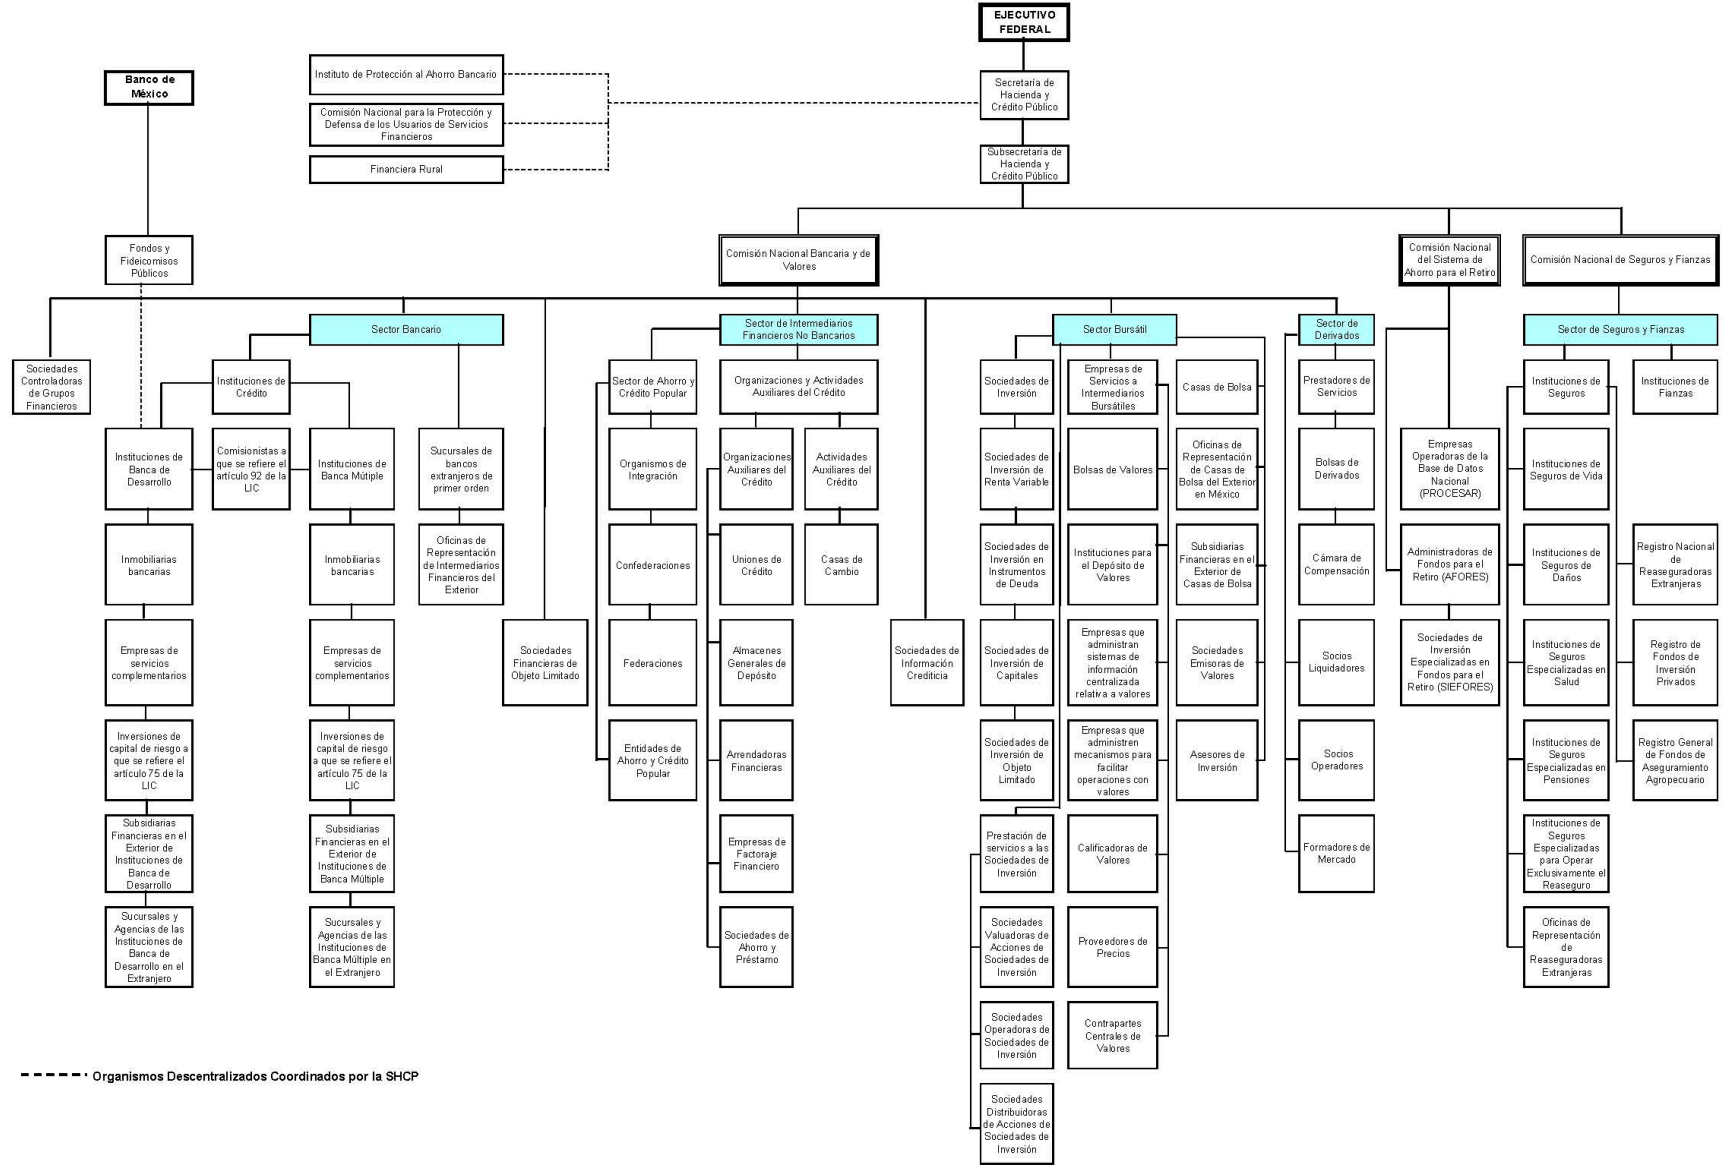 EJECUTIVO
FEDERAL
Banco de
México
Instituto de Protección al Ahorro Bancario
Comisión Nacional para la Protección y
Defensa de los Usuarios de Servicios
Financieros
Financiera Rural
Secretaría de
Hacienda y
Crédito Público
Subsecretaría de
Hacienda y
Crédito Público
Fondos y
Fideicomisos
Públicos
Comisión Nacional Bancaria y de
Valores
Comisión Nacional
del Sistema de
Ahorro para el Retiro
Comisión Nacional de Seguros y Fianzas
Sector Bancario
Sector de Intermediarios
Financieros No Bancarios
Sector Bursátil
Sector de
Derivados
Sector de Seguros y Fianzas
Sociedades
Controladoras
de Grupos
Financieros
Instituciones de
Crédito
Sector de Ahorro y
Crédito Popular
Organizaciones y Actividades
Auxiliares del Crédito
Sociedades de
Inversión
Empresas de
Servicios a
Intermediarios
Bursátiles
Casas de Bolsa
Prestadores de
Servicios
Instituciones de
Seguros
Instituciones de
Fianzas
Instituciones de
Banca de
Desarrollo
Comisionistas a
que se refiere el
artículo 92 de la
LIC
Instituciones de
Banca Mútiple
Sucursales de
bancos
extranjeros de
primer orden
Organismos de
Integración
Organizaciones
Auxiliares del
Crédito
Actividades
Auxiliares del
Crédito
Sociedades de
Inversión de
Renta Variable
Bolsas de Valores
Oficinas de
Representación
de Casas de
Bolsa del Exterior
en México
Bolsas de
Derivados
Empresas
Operadoras de la
Base de Datos
Nacional
(PROCESAR)
Instituciones de
Seguros de Vida
Inmobiliarias
bancarias
Inmobiliarias
bancarias
Oficinas de
Representación
de Intermediarios
Financieros del
Exterior
Confederaciones
Uniones de
Crédito
Casas de
Cambio
Sociedades de
Inversión en
Instrumentos
de Deuda
Instituciones para
el Depósito de
Valores
Subsidiarias
Financieras en el
Exterior de
Casas de Bolsa
Cámara de
Compensación
Administradoras de
Fondos para el
Retiro (AFORES)
Instituciones de
Seguros de
Daños
Registro Nacional
de
Reaseguradoras
Extranjeras
Empresas de
servicios
complementarios
Empresas de
servicios
complementarios
Sociedades
Financieras de
Objeto Limitado
Federaciones
Almacenes
Generales de
Depósito
Sociedades de
Información
Crediticia
Sociedades de
Inversión de
Capitales
Empresas que
administran
sistemas de
información
centralizada
relativa a valores
Sociedades
Emisoras de
Valores
Socios
Liquidadores
Sociedades de
Inversión
Especializadas en
Fondos para el
Retiro (SIEFORES)
Instituciones de
Seguros
Especializadas en
Salud
Registro de
Fondos de
Inversión
Privados
Inversiones de
capital de riesgo a
que se refiere el
artículo 75 de la
LIC
Inversiones de
capital de riesgo
a que se refiere el
artículo 75 de la
LIC
Entidades de
Ahorro y Crédito
Popular
Arrendadoras
Financieras
Sociedades de
Inversión de
Objeto
Limitado
Empresas que
administren
mecanismos para
facilitar
operaciones con
valores
Asesores de
Inversión
Socios
Operadores
Instituciones de
Seguros
Especializadas en
Pensiones
Registro General
de Fondos de
Aseguramiento
Agropecuario
Subsidiarias
Financieras en el
Exterior de
Instituciones de
Banca de
Desarrollo
Subsidiarias
Financieras en el
Exterior de
Instituciones de
Banca Múltiple
Empresas de
Factoraje
Financiero
Prestación de
servicios a las
Sociedades de
Inversión
Calificadoras de
Valores
Formadores de
Mercado
Instituciones de
Seguros
Especializadas
para Operar
Exclusivamente el
Reaseguro
Sucursales y
Agencias de las
Instituciones de
Banca de
Desarrollo en el
Extranjero
Sucursales y
Agencias de las
Instituciones de
Banca Múltiple en
el Extranjero
Sociedades de
Ahorro y
Préstamo
Sociedades
Valuadoras de
Acciones de
Sociedades de
Inversión
Proveedores de
Precios
Oficinas de
Representación
de
Reaseguradoras
Extranjeras
Sociedades
Operadoras de
Sociedades de
Inversión
Contrapartes
Centrales de
Valores
Organismos Descentralizados Coordinados por la SHCP
Sociedades
Distribuidoras
de Acciones de
Sociedades de
Inversión